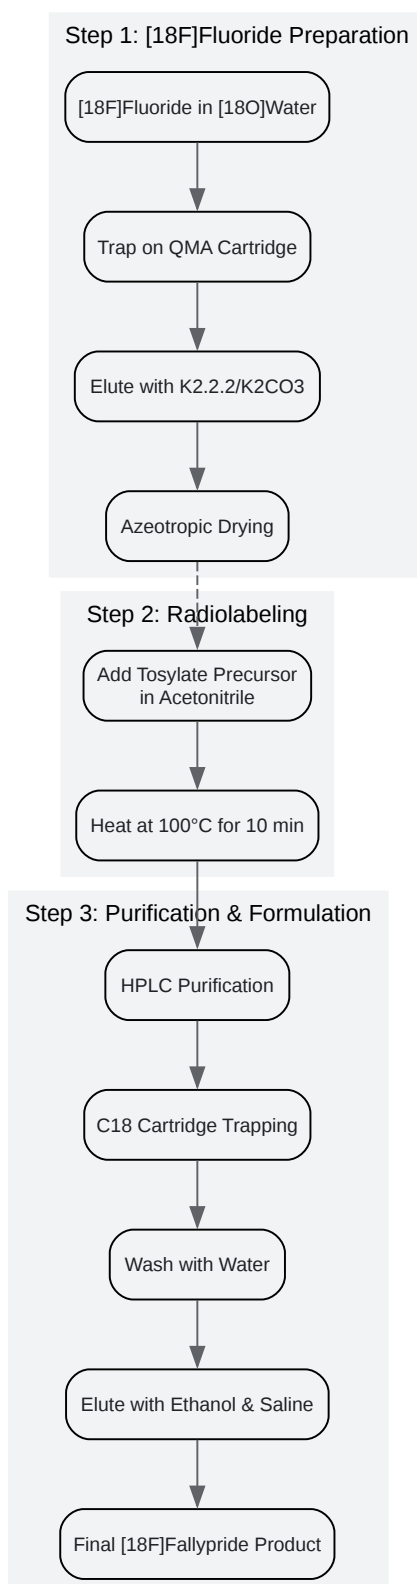 Step 1: [18F]Fluoride Preparation
[18F]Fluoride in [18O]Water
Trap on QMA Cartridge
Elute with K2.2.2/K2CO3
Azeotropic Drying
Step 2: Radiolabeling
Add Tosylate Precursor
in Acetonitrile
Heat at 100°C for 10 min
Step 3: Purification & Formulation
HPLC Purification
C18 Cartridge Trapping
Wash with Water
Elute with Ethanol & Saline
Final [18F]Fallypride Product